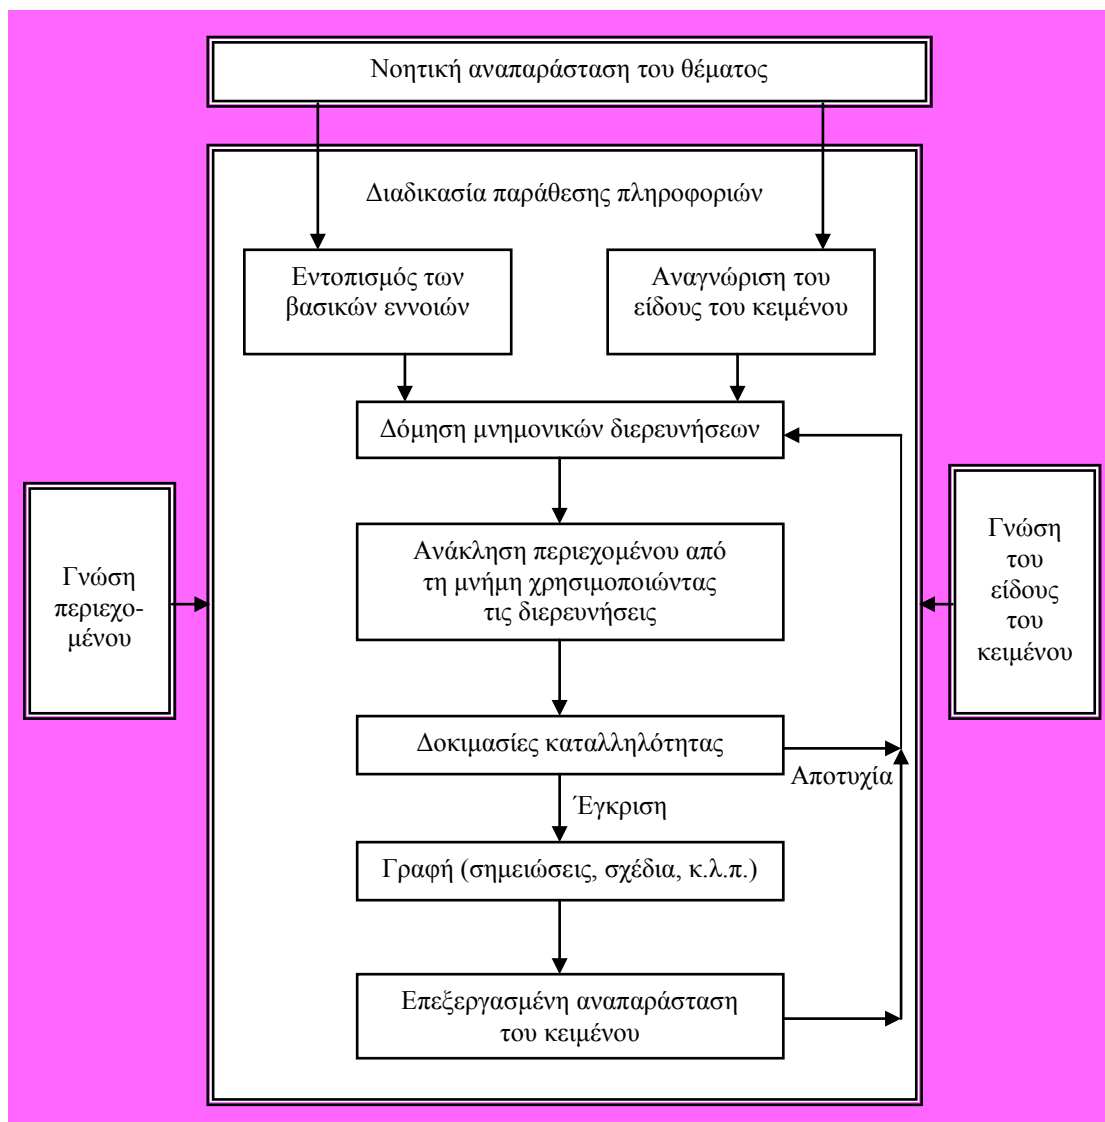 Νοητική αναπαράσταση του θέματος
Διαδικασία παράθεσης πληροφοριών
Εντοπισμός των
βασικών εννοιών
Αναγνώριση του
είδους του κειμένου
Δόμηση μνημονικών διερευνήσεων
Γνώση
περιεχο-
μένου
Ανάκληση περιεχομένου από
τη μνήμη χρησιμοποιώντας
τις διερευνήσεις
Γνώση
του
είδους
του
κειμένου
Δοκιμασίες καταλληλότητας
Αποτυχία
Έγκριση
Γραφή (σημειώσεις, σχέδια, κ.λ.π.)
Επεξεργασμένη αναπαράσταση
του κειμένου